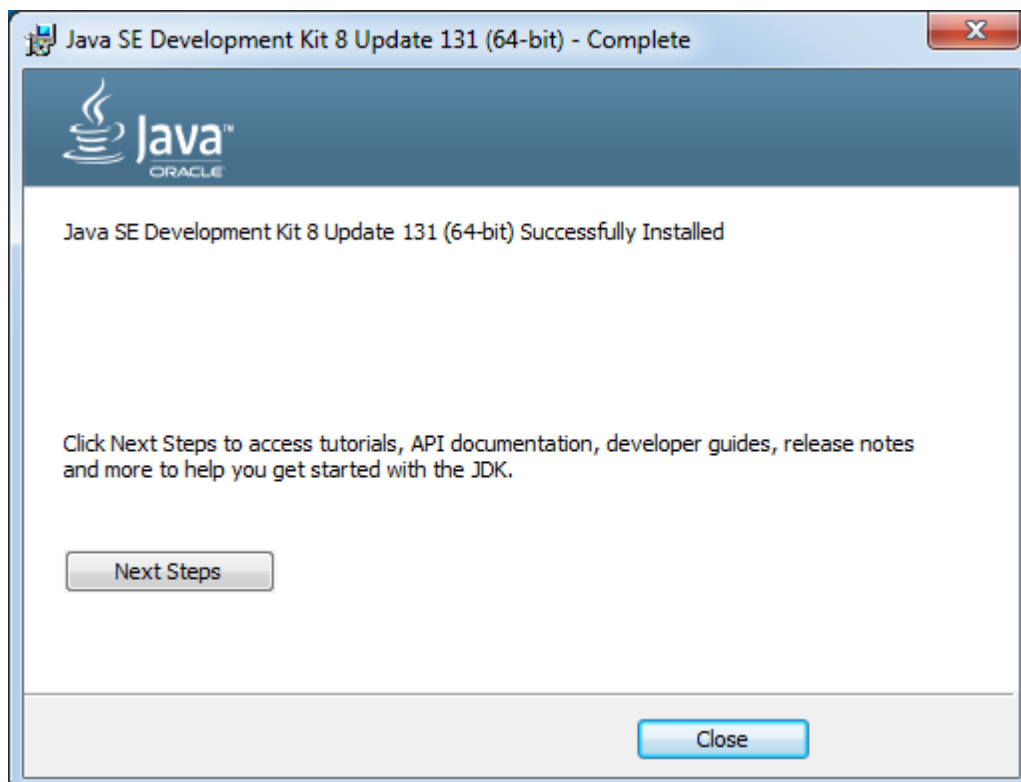 Java SE Development Kit 8 Update 131 (64-bit) - Complete
Java™
ORACLE
Java SE Development Kit 8 Update 131 (64-bit) Successfully Installed
Click Next Steps to access tutorials, API documentation, developer guides, release notes
and more to help you get started with the JDK.
Next Steps
Close